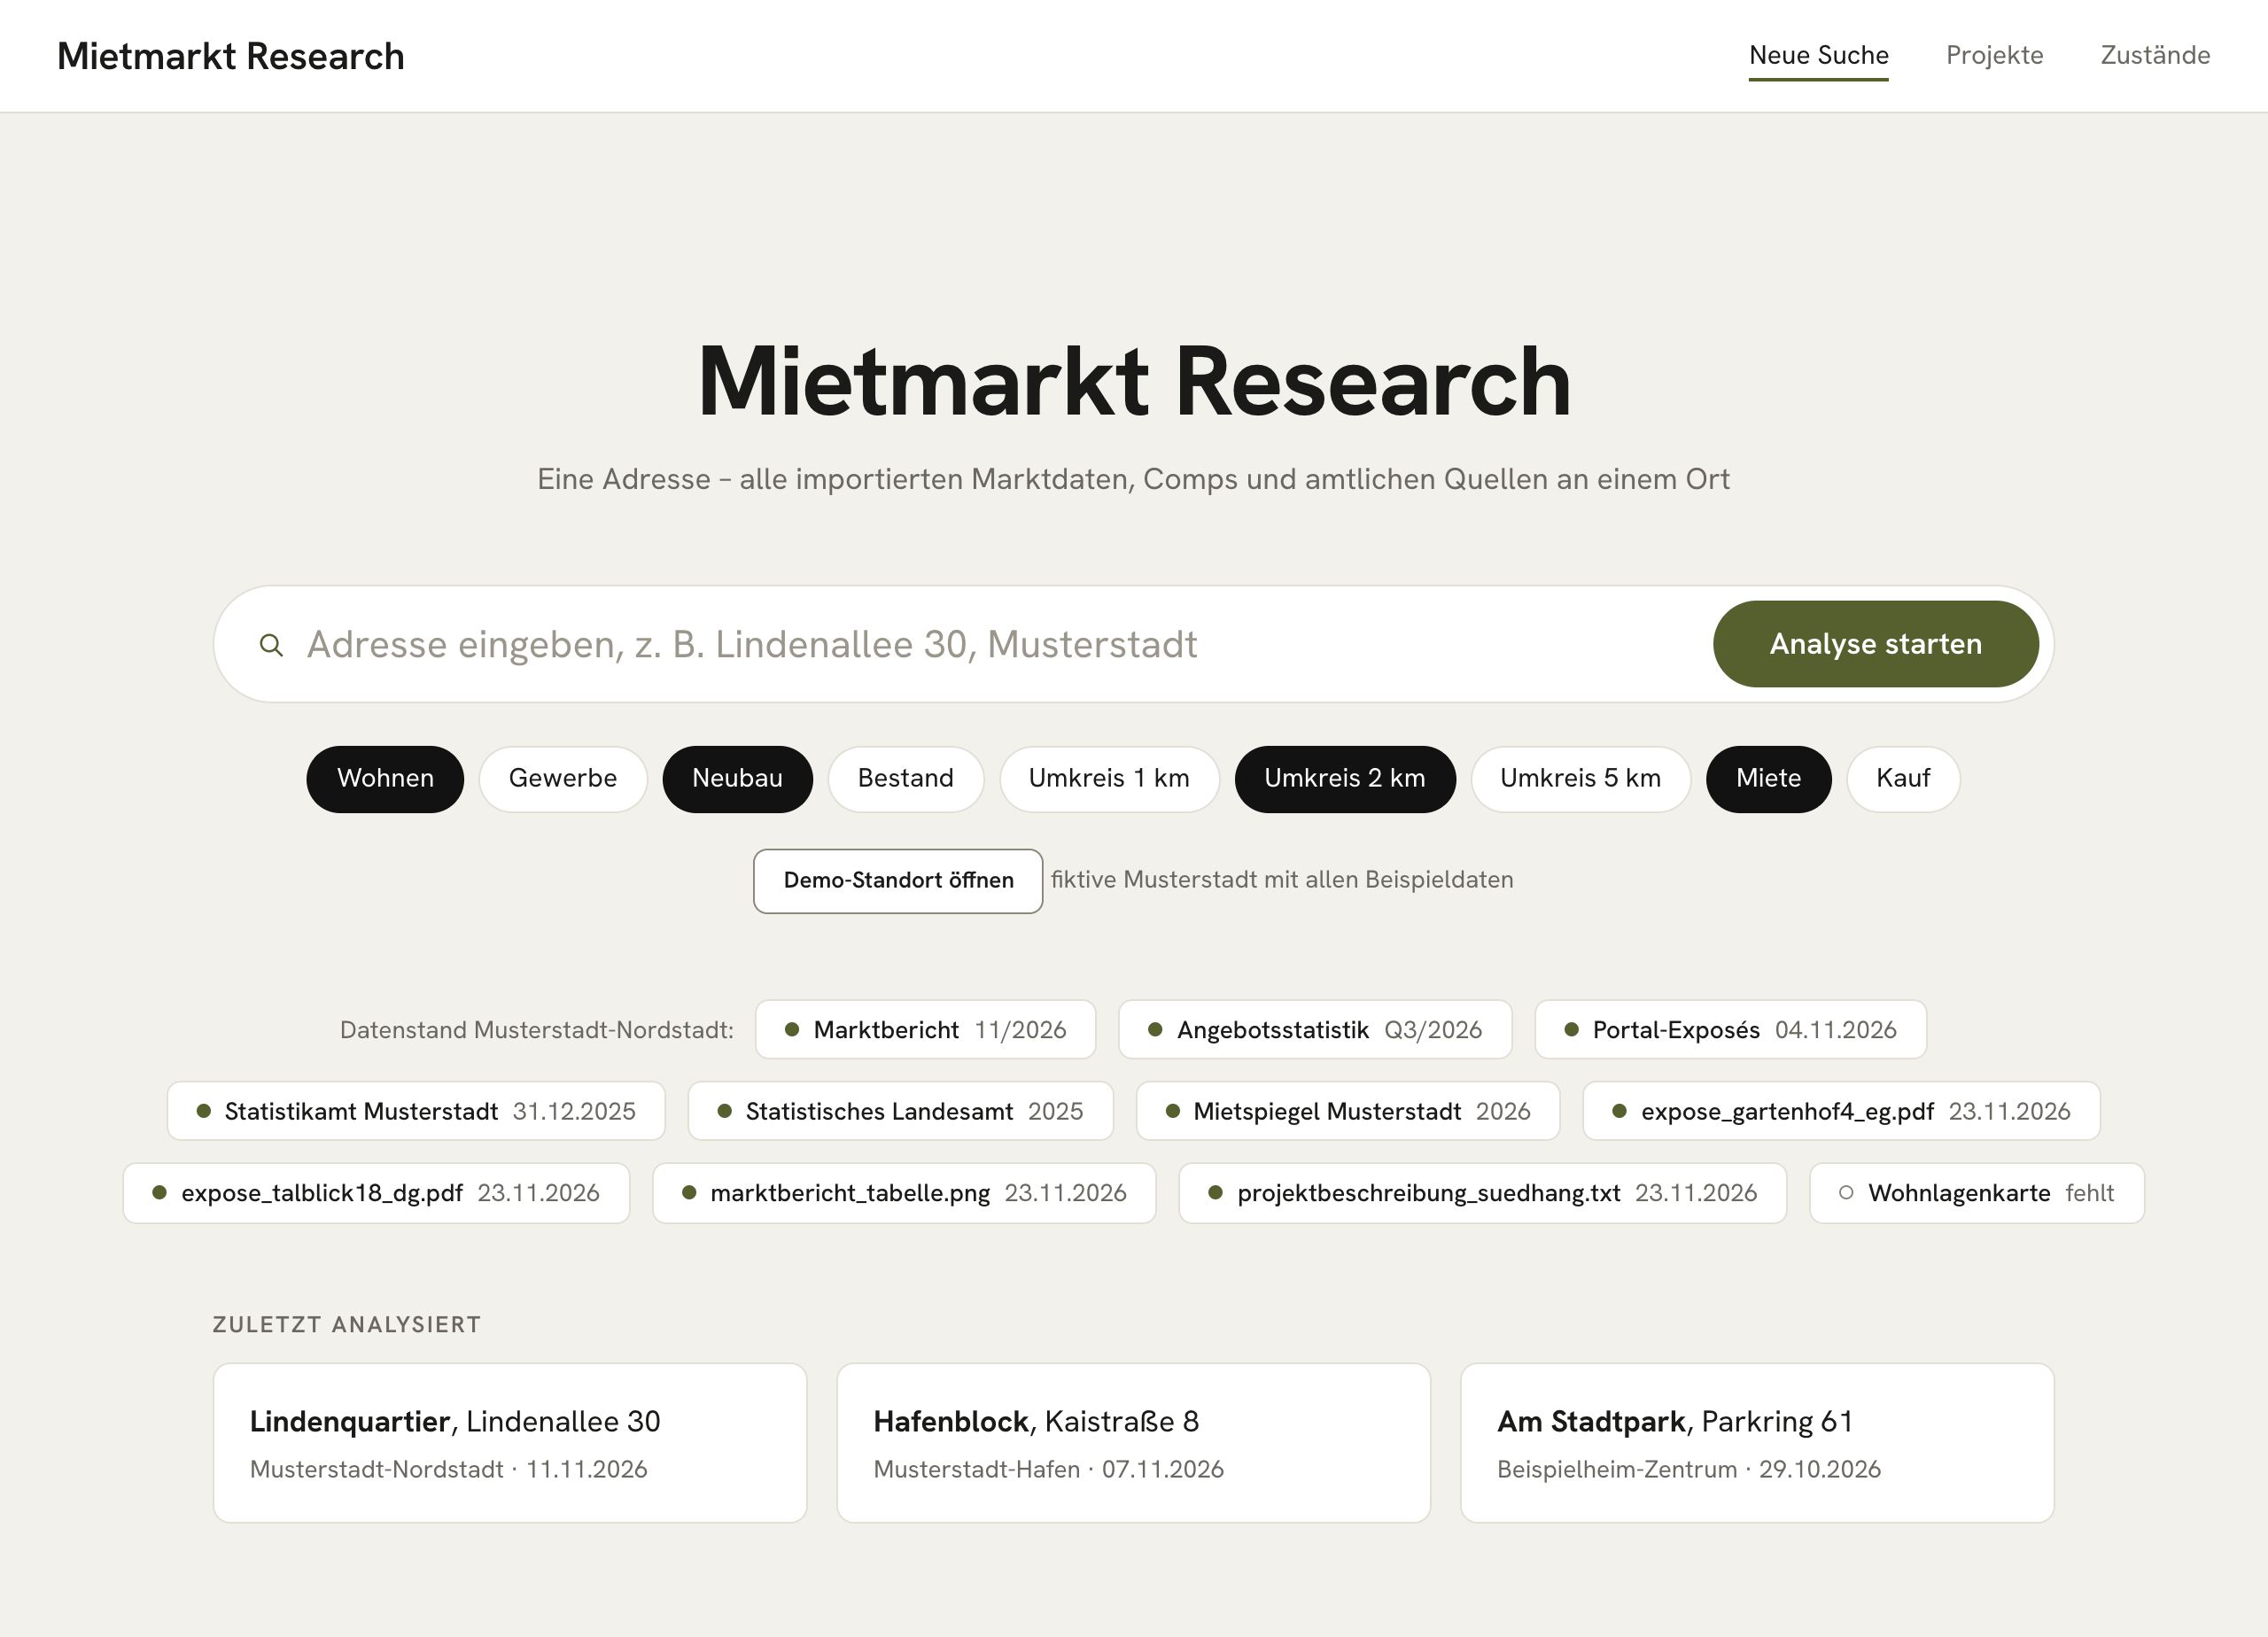 Mietmarkt Research
Neue Suche Projekte Zustände
Mietmarkt Research
Eine Adresse – alle importierten Marktdaten, Comps und amtlichen Quellen an einem Ort
Adresse eingeben, z. B. Lindenallee 30, Musterstadt Analyse starten
Wohnen Gewerbe Neubau Bestand Umkreis 1 km Umkreis 2 km Umkreis 5 km Miete Kauf
Demo-Standort öffnen fiktive Musterstadt mit allen Beispieldaten
Datenstand Musterstadt-Nordstadt: Marktbericht 11/2026 Angebotsstatistik Q3/2026 Portal-Exposés 04.11.2026
Statistikamt Musterstadt 31.12.2025 Statistisches Landesamt 2025 Mietspiegel Musterstadt 2026 expose_gartenhof4_eg.pdf 23.11.2026
expose_talblick18_dg.pdf 23.11.2026 marktbericht_tabelle.png 23.11.2026 projektbeschreibung_suedhang.txt 23.11.2026 Wohnlagenkarte fehlt
ZULETZT ANALYSIERT
Lindenquartier, Lindenallee 30
Musterstadt-Nordstadt · 11.11.2026
Hafenblock, Kaistraße 8
Musterstadt-Hafen · 07.11.2026
Am Stadtpark, Parkring 61
Beispielheim-Zentrum · 29.10.2026